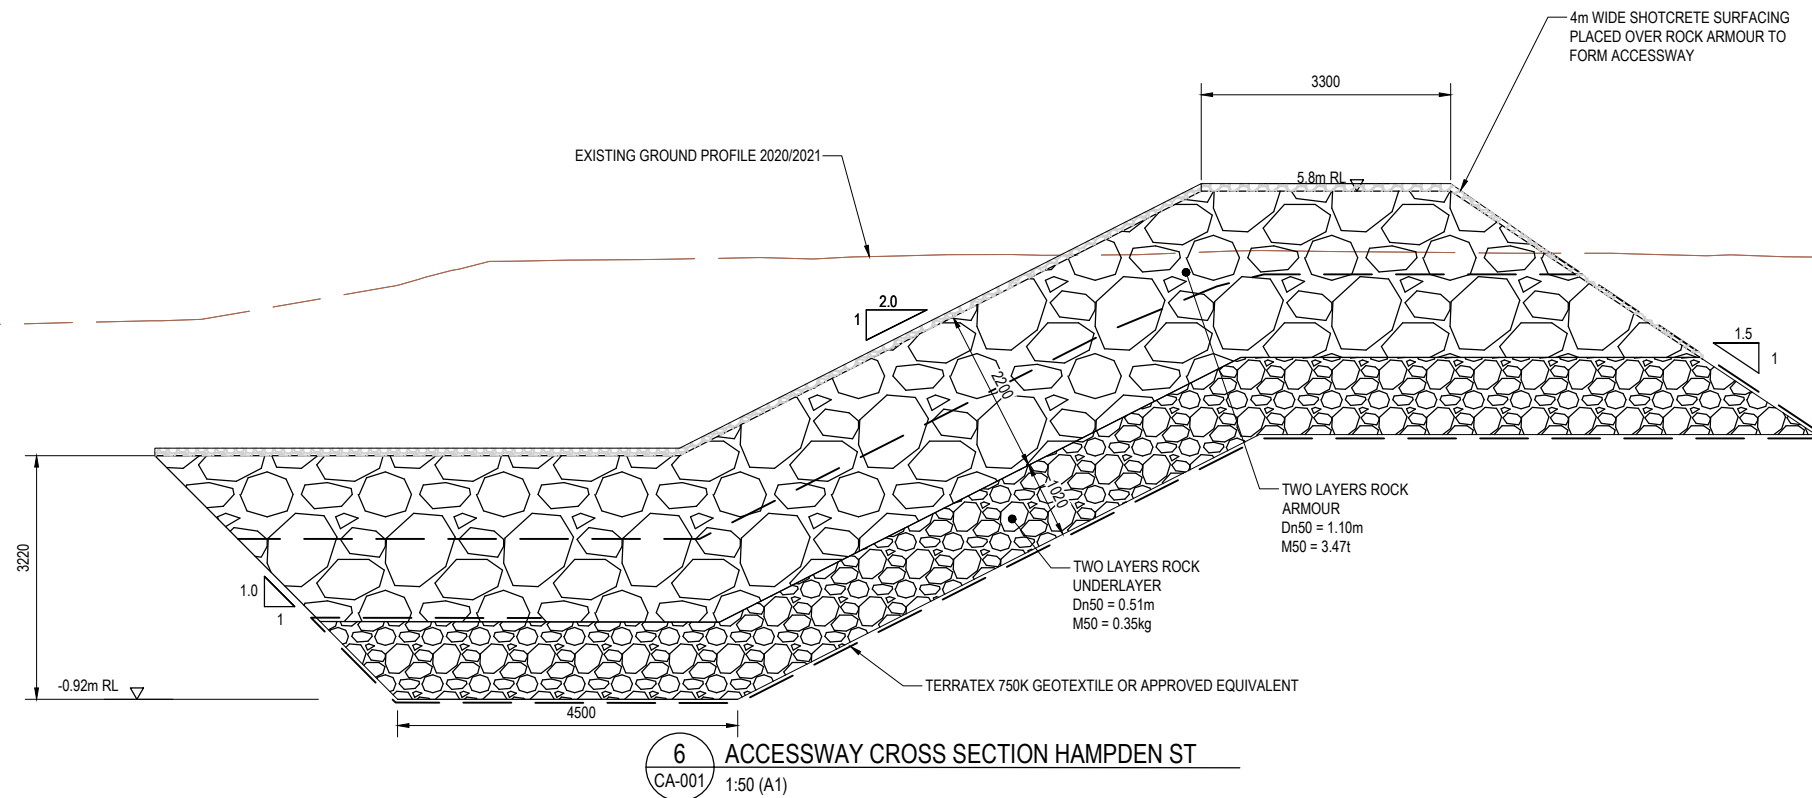 4m WIDE SHOTCRETE SURFACING
PLACED OVER ROCK ARMOUR TO
FORM ACCESSWAY
3300
EXISTING GROUND PROFILE 2020/2021
5.8m RL
2.0
1
1.5
1
2200
1020
TWO LAYERS ROCK
ARMOUR
Dn50 = 1.10m
M50 = 3.47t
3220
1.0
1
TWO LAYERS ROCK
UNDERLAYER
Dn50 = 0.51m
M50 = 0.35kg
-0.92m RL
TERRATEX 750K GEOTEXTILE OR APPROVED EQUIVALENT
4500
6
CA-001
ACCESSWAY CROSS SECTION HAMPDEN ST
1:50 (A1)